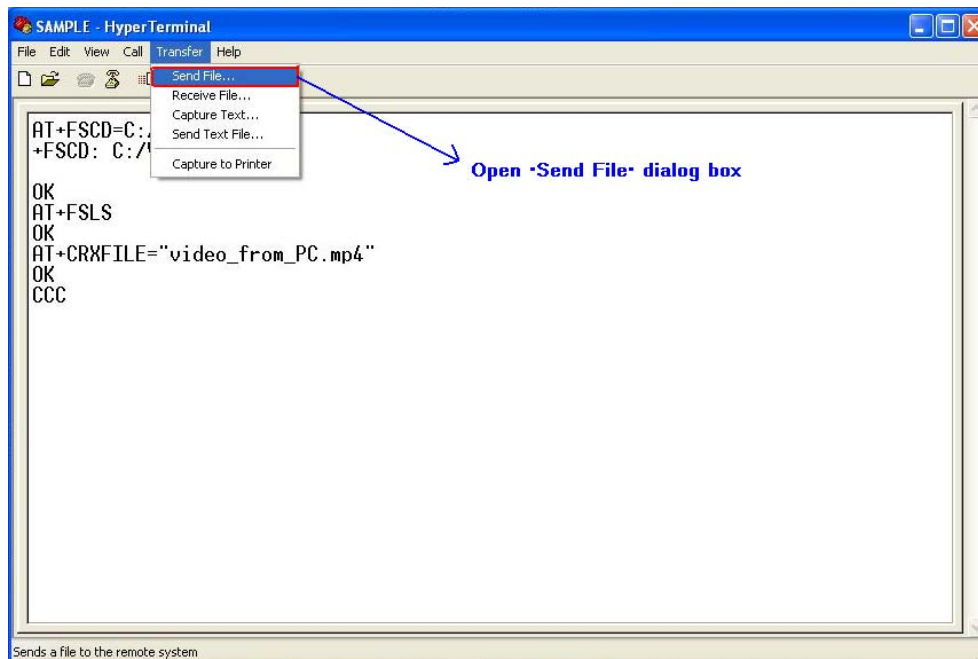 SAMPLE - HyperTerminal
File Edit View Call Transfer Help
Send File...
Receive File...
Capture Text...
Send Text File...
Capture to Printer
AT+FSCD=C:/
+FSCD: C:/
OK
AT+FSLS
OK
AT+CRXFILE="video_from_PC.mp4"
OK
CCC
Open "Send File" dialog box
Sends a file to the remote system